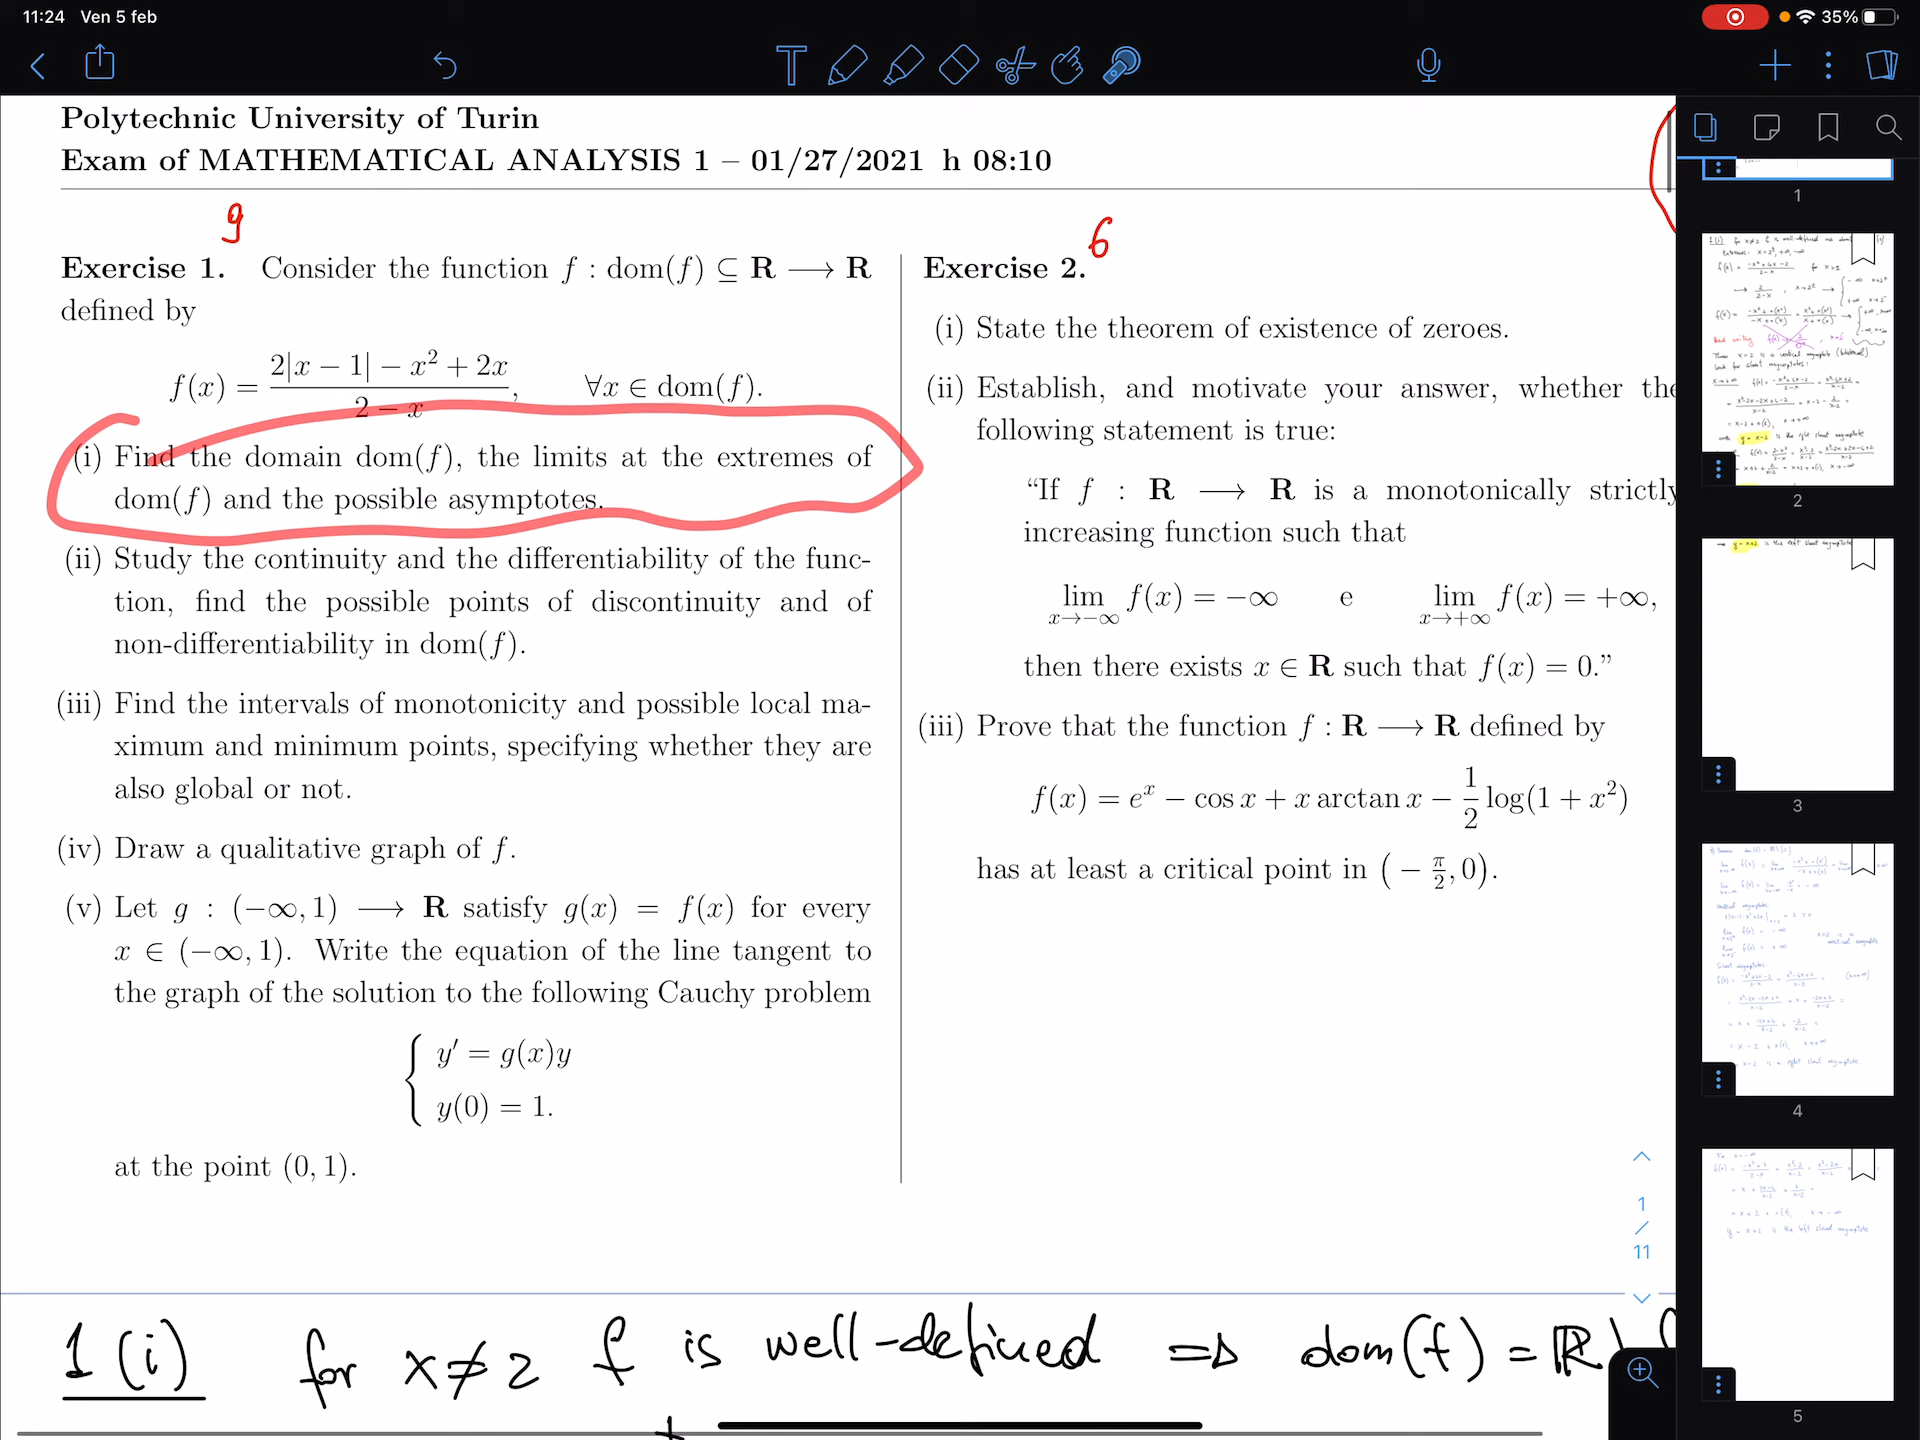 11:24 Ven 5 feb
35%
Polytechnic University of Turin
Exam of MATHEMATICAL ANALYSIS 1 – 01/27/2021 h 08:10
9
Exercise 1. Consider the function f : dom(f) ⊆ R ⟶ R
defined by
f(x) = (2|x − 1| − x² + 2x)/(2 − x), ∀x ∈ dom(f).
(i) Find the domain dom(f), the limits at the extremes of
dom(f) and the possible asymptotes.
(ii) Study the continuity and the differentiability of the func-
tion, find the possible points of discontinuity and of
non-differentiability in dom(f).
(iii) Find the intervals of monotonicity and possible local ma-
ximum and minimum points, specifying whether they are
also global or not.
(iv) Draw a qualitative graph of f.
(v) Let g : (−∞, 1) ⟶ R satisfy g(x) = f(x) for every
x ∈ (−∞, 1). Write the equation of the line tangent to
the graph of the solution to the following Cauchy problem
{ y′ = g(x)y
y(0) = 1.
at the point (0, 1).
6
Exercise 2.
(i) State the theorem of existence of zeroes.
(ii) Establish, and motivate your answer, whether the
following statement is true:
“If f : R ⟶ R is a monotonically strictly
increasing function such that
lim x→−∞ f(x) = −∞ e lim x→+∞ f(x) = +∞,
then there exists x ∈ R such that f(x) = 0.”
(iii) Prove that the function f : R ⟶ R defined by
f(x) = eˣ − cos x + x arctan x − 1/2 log(1 + x²)
has at least a critical point in (− π/2, 0).
1
/
11
1 (i) for x ≠ 2 f is well-defined ⇒ dom(f) = ℝ \
1
2
3
4
5